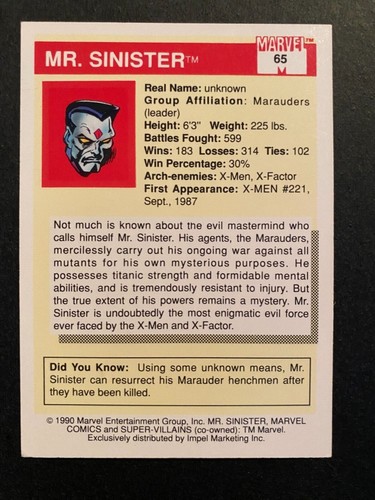 MR. SINISTER™
MARVEL™
65
Real Name: unknown
Group Affiliation: Marauders
(leader)
Height: 6'3" Weight: 225 lbs.
Battles Fought: 599
Wins: 183 Losses: 314 Ties: 102
Win Percentage: 30%
Arch-enemies: X-Men, X-Factor
First Appearance: X-MEN #221,
Sept., 1987
Not much is known about the evil mastermind who
calls himself Mr. Sinister. His agents, the Marauders,
mercilessly carry out his ongoing war against all
mutants for his own mysterious purposes. He
possesses titanic strength and formidable mental
abilities, and is tremendously resistant to injury. But
the true extent of his powers remains a mystery. Mr.
Sinister is undoubtedly the most enigmatic evil force
ever faced by the X-Men and X-Factor.
Did You Know: Using some unknown means, Mr.
Sinister can resurrect his Marauder henchmen after
they have been killed.
© 1990 Marvel Entertainment Group, Inc. MR. SINISTER, MARVEL
COMICS and SUPER-VILLAINS (co-owned): TM Marvel.
Exclusively distributed by Impel Marketing Inc.